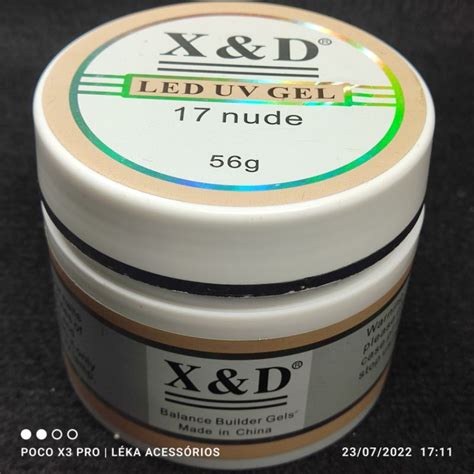 X&D®
LED UV GEL
17 nude
56g
X&D®
Balance Builder Gels
Made in China
only
POCO X3 PRO | LÉKA ACESSÓRIOS
23/07/2022 17:11